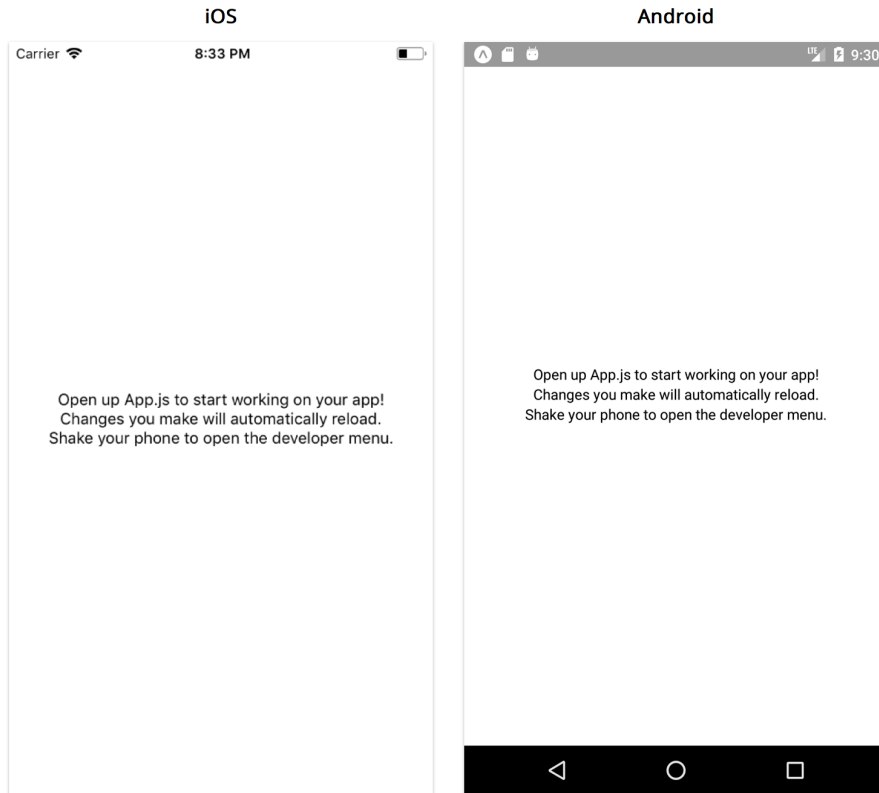 iOS
Carrier
8:33 PM
Open up App.js to start working on your app!
Changes you make will automatically reload.
Shake your phone to open the developer menu.
Android
LTE
9:30
Open up App.js to start working on your app!
Changes you make will automatically reload.
Shake your phone to open the developer menu.